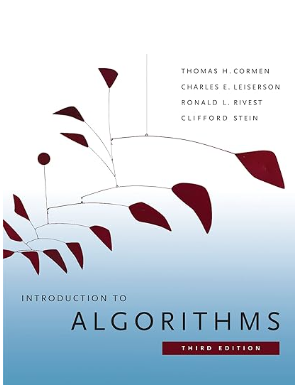 THOMAS H. CORMEN
CHARLES E. LEISERSON
RONALD L. RIVEST
CLIFFORD STEIN
INTRODUCTION TO
ALGORITHMS
THIRD EDITION